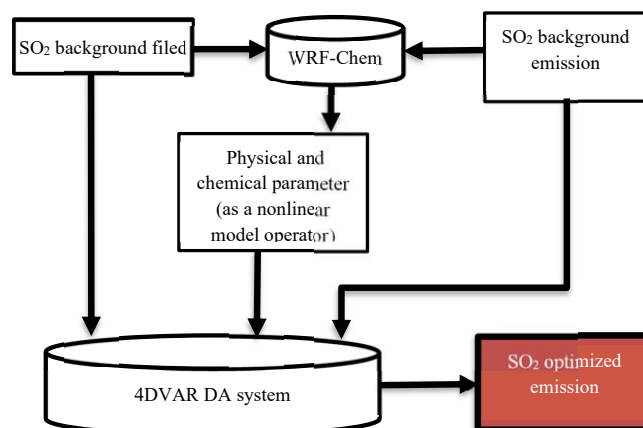 SO₂ background filed
WRF-Chem
SO₂ background
emission
Physical and
chemical parameter
(as a nonlinear
model operator)
4DVAR DA system
SO₂ optimized
emission